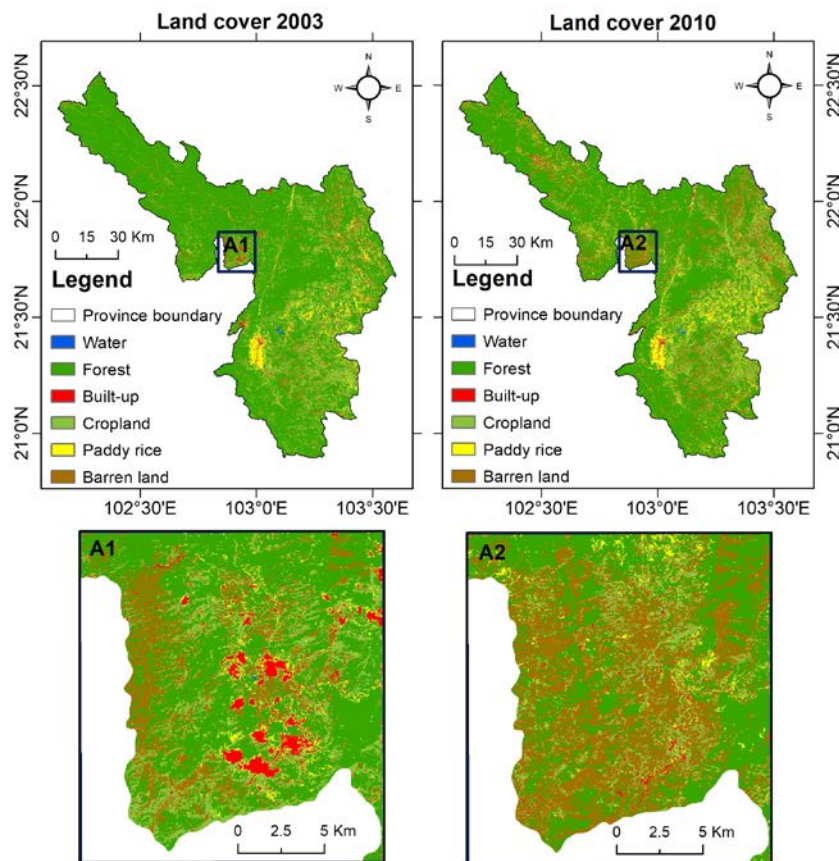 Land cover 2003
Land cover 2010
N
W E
S
N
W E
S
22°30'N
22°0'N
21°30'N
21°0'N
22°30'N
22°0'N
21°30'N
21°0'N
0 15 30 Km
A1
Legend
Province boundary
Water
Forest
Built-up
Cropland
Paddy rice
Barren land
0 15 30 Km
A2
Legend
Province boundary
Water
Forest
Built-up
Cropland
Paddy rice
Barren land
102°30'E 103°0'E 103°30'E
102°30'E 103°0'E 103°30'E
A1
0 2.5 5 Km
A2
0 2.5 5 Km